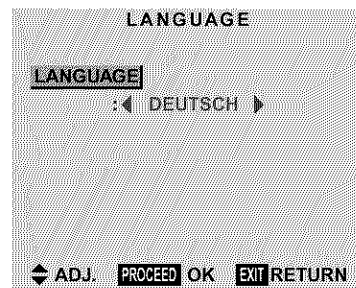 LANGUAGE
LANGUAGE
: ◀ DEUTSCH ▶
ADJ. PROCEED OK EXIT RETURN